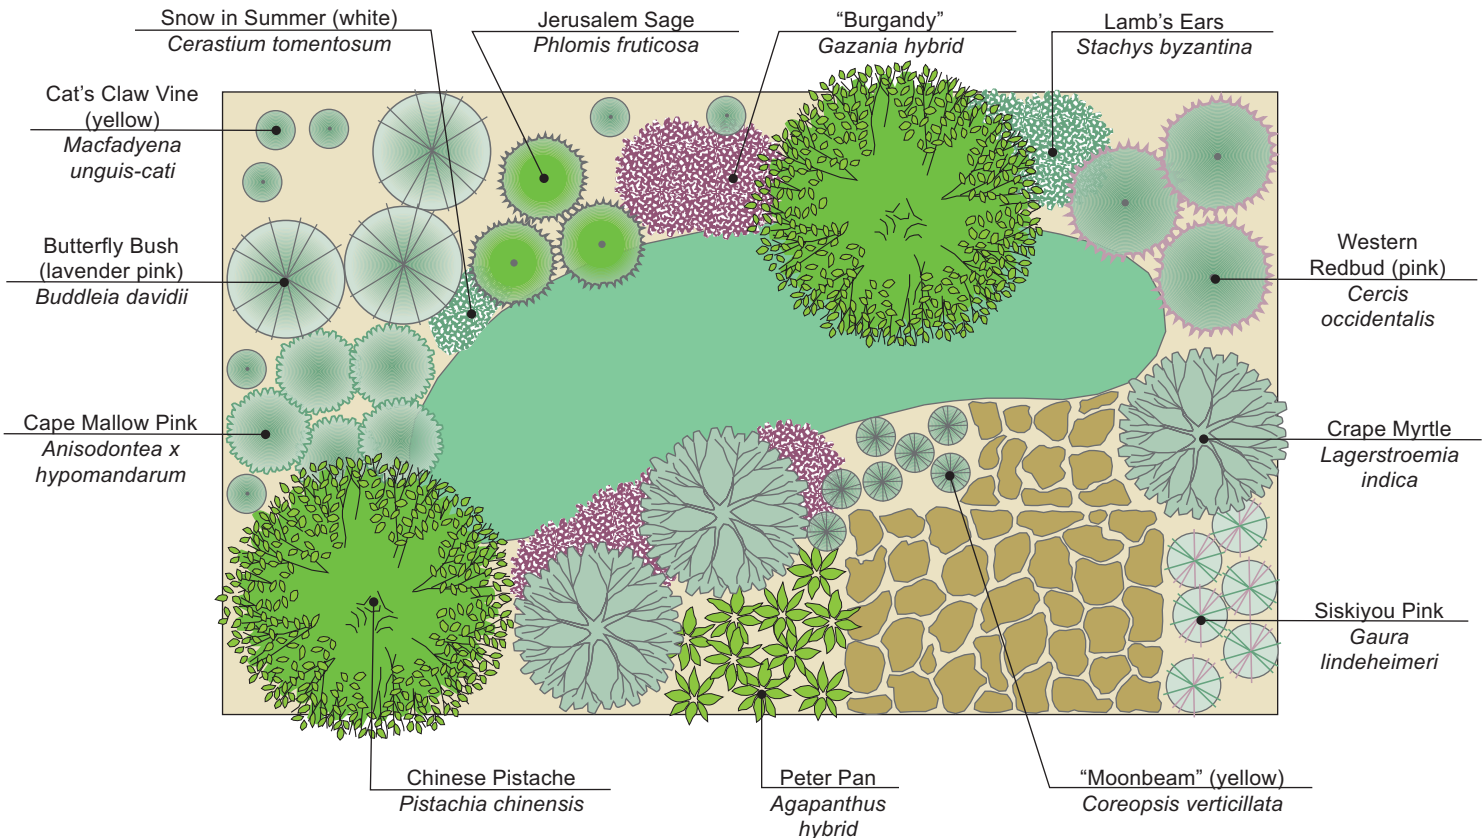 Snow in Summer (white)
Cerastium tomentosum
Jerusalem Sage
Phlomis fruticosa
“Burgandy”
Gazania hybrid
Lamb’s Ears
Stachys byzantina
Cat’s Claw Vine
(yellow)
Macfadyena
unguis-cati
Butterfly Bush
(lavender pink)
Buddleia davidii
Western
Redbud (pink)
Cercis
occidentalis
Cape Mallow Pink
Anisodontea x
hypomandarum
Crape Myrtle
Lagerstroemia
indica
Siskiyou Pink
Gaura
lindeheimeri
Chinese Pistache
Pistachia chinensis
Peter Pan
Agapanthus
hybrid
“Moonbeam” (yellow)
Coreopsis verticillata